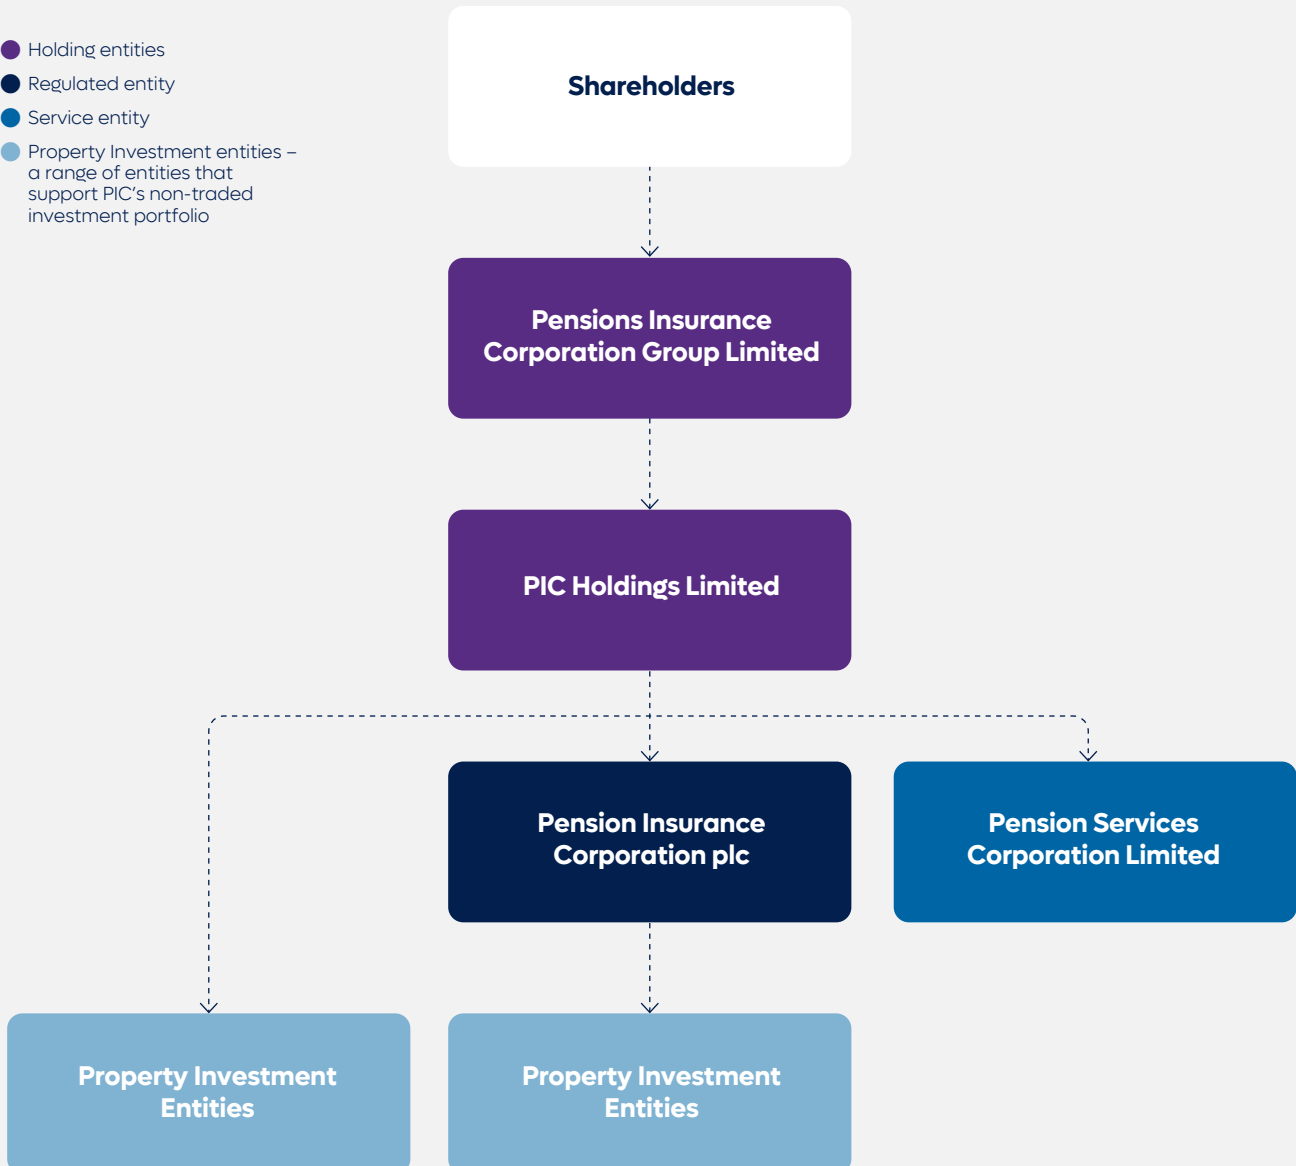 Holding entities
Regulated entity
Service entity
Property Investment entities –
a range of entities that
support PIC's non-traded
investment portfolio
Shareholders
Pensions Insurance
Corporation Group Limited
PIC Holdings Limited
Pension Insurance
Corporation plc
Pension Services
Corporation Limited
Property Investment
Entities
Property Investment
Entities